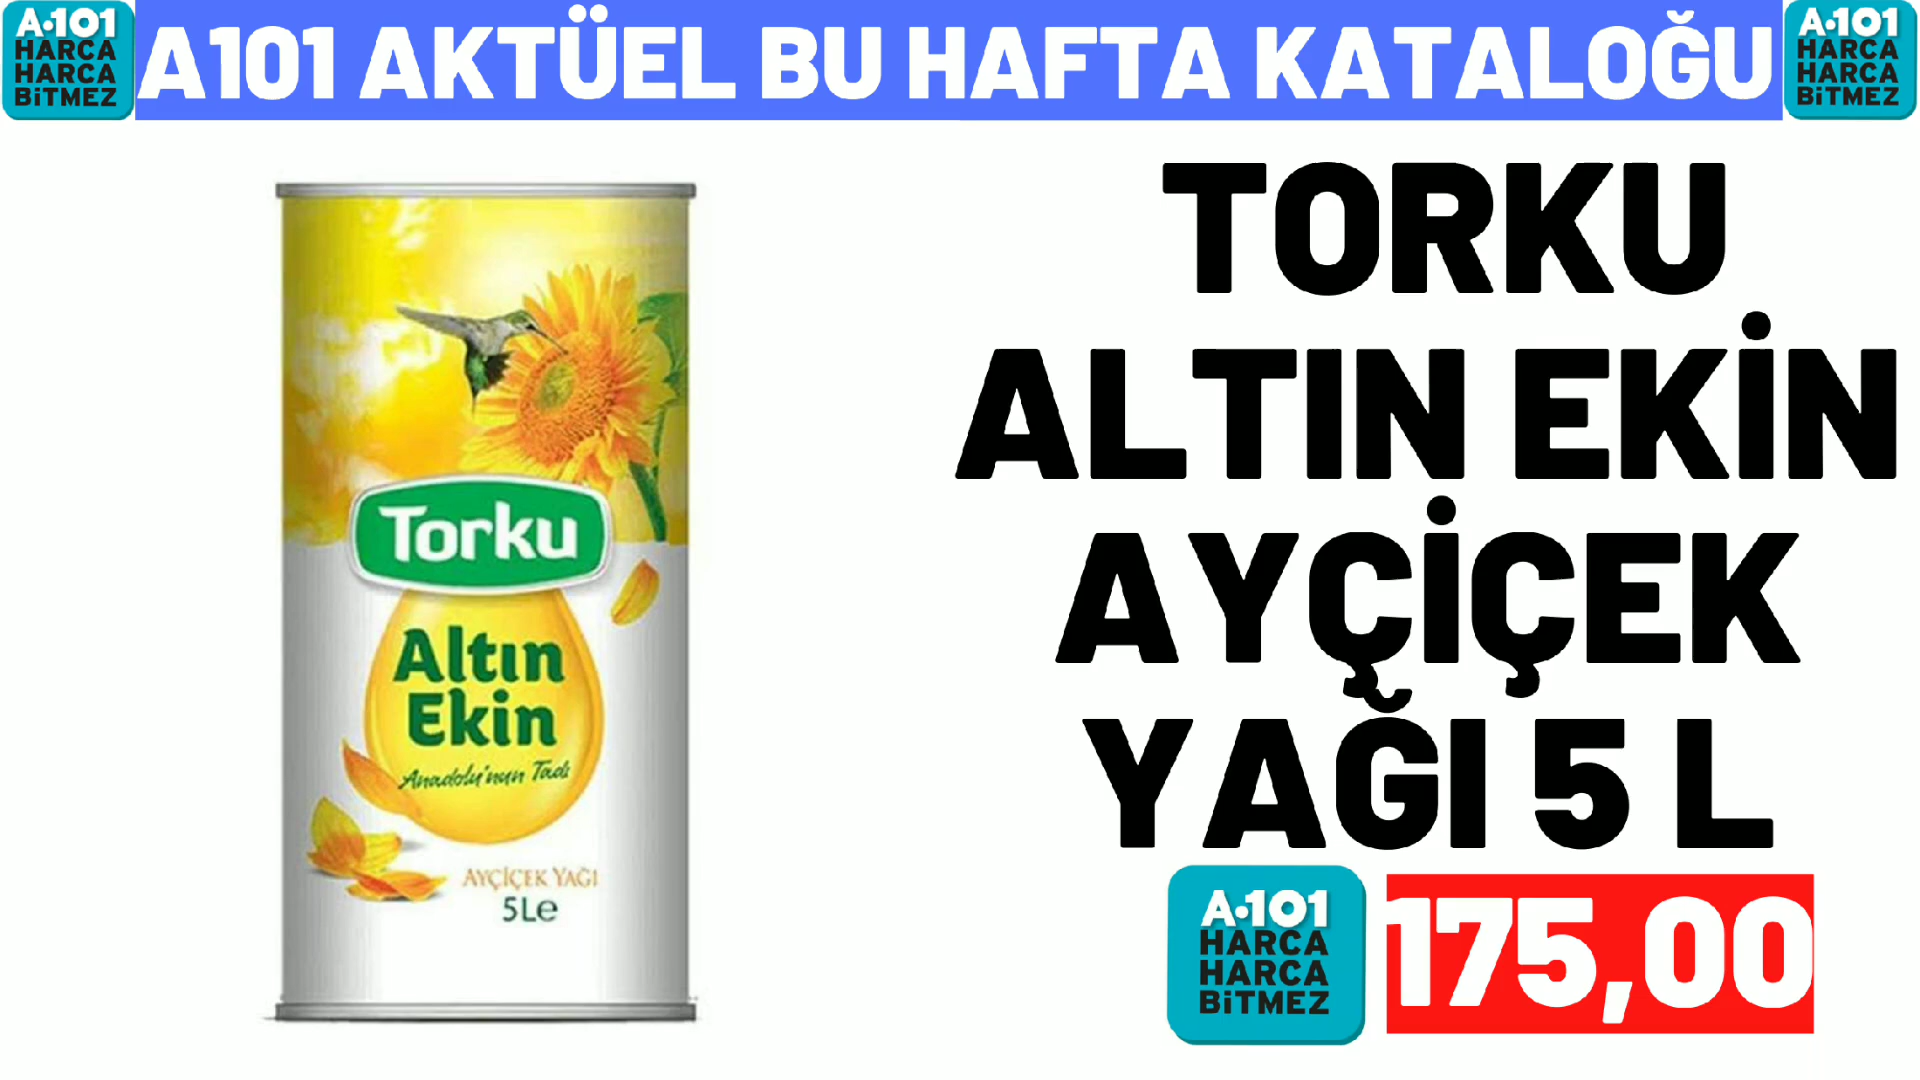 A101
HARCA
HARCA
BİTMEZ
A101 AKTÜEL BU HAFTA KATALOĞU
A101
HARCA
HARCA
BİTMEZ
TORKU
ALTIN EKİN
AYÇİÇEK
YAĞI 5 L
Torku
Altın
Ekin
Anadolu'nun Tadı
AYÇİÇEK YAĞI
5Le
A101
HARCA
HARCA
BİTMEZ
175,00